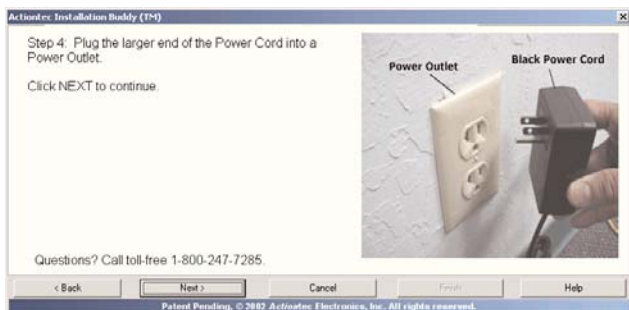 Actiontec Installation Buddy (TM)
Step 4: Plug the larger end of the Power Cord into a
Power Outlet.
Click NEXT to continue.
Power Outlet
Black Power Cord
Questions? Call toll-free 1-800-247-7285.
< Back
Next >
Cancel
Finish
Help
Patent Pending, © 2002 Actiontec Electronics, Inc. All rights reserved.